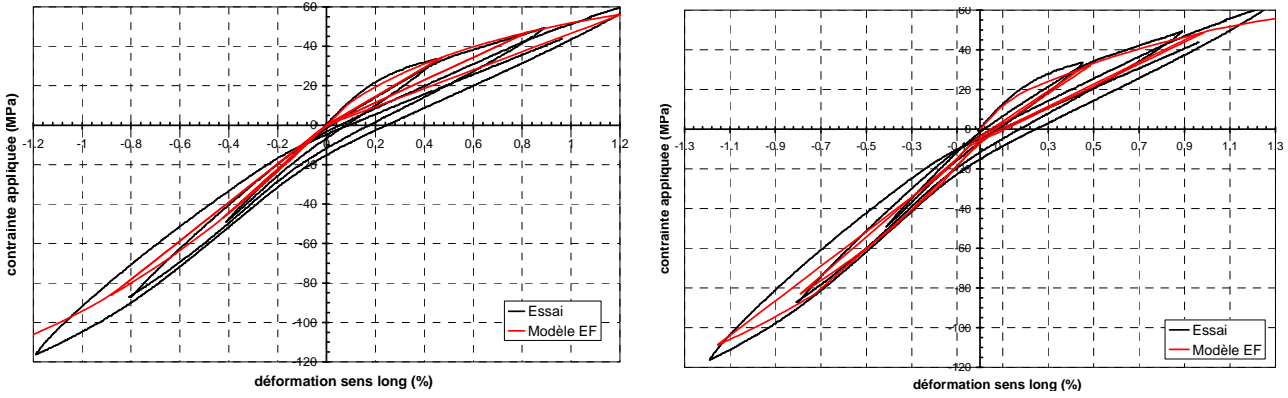 60
40
20
0
-20
-40
-60
-80
-100
-120
-1.2 -1 -0.8 -0.6 -0.4 -0.2 0 0.2 0.4 0.6 0.8 1 1.2
contrainte appliquée (MPa)
déformation sens long (%)
Essai
Modèle EF
60
40
20
0
-20
-40
-60
-80
-100
-120
-1.3 -1.1 -0.9 -0.7 -0.5 -0.3 -0.1 0.1 0.3 0.5 0.7 0.9 1.1 1.3
contrainte appliquée (MPa)
déformation sens long (%)
Essai
Modèle EF